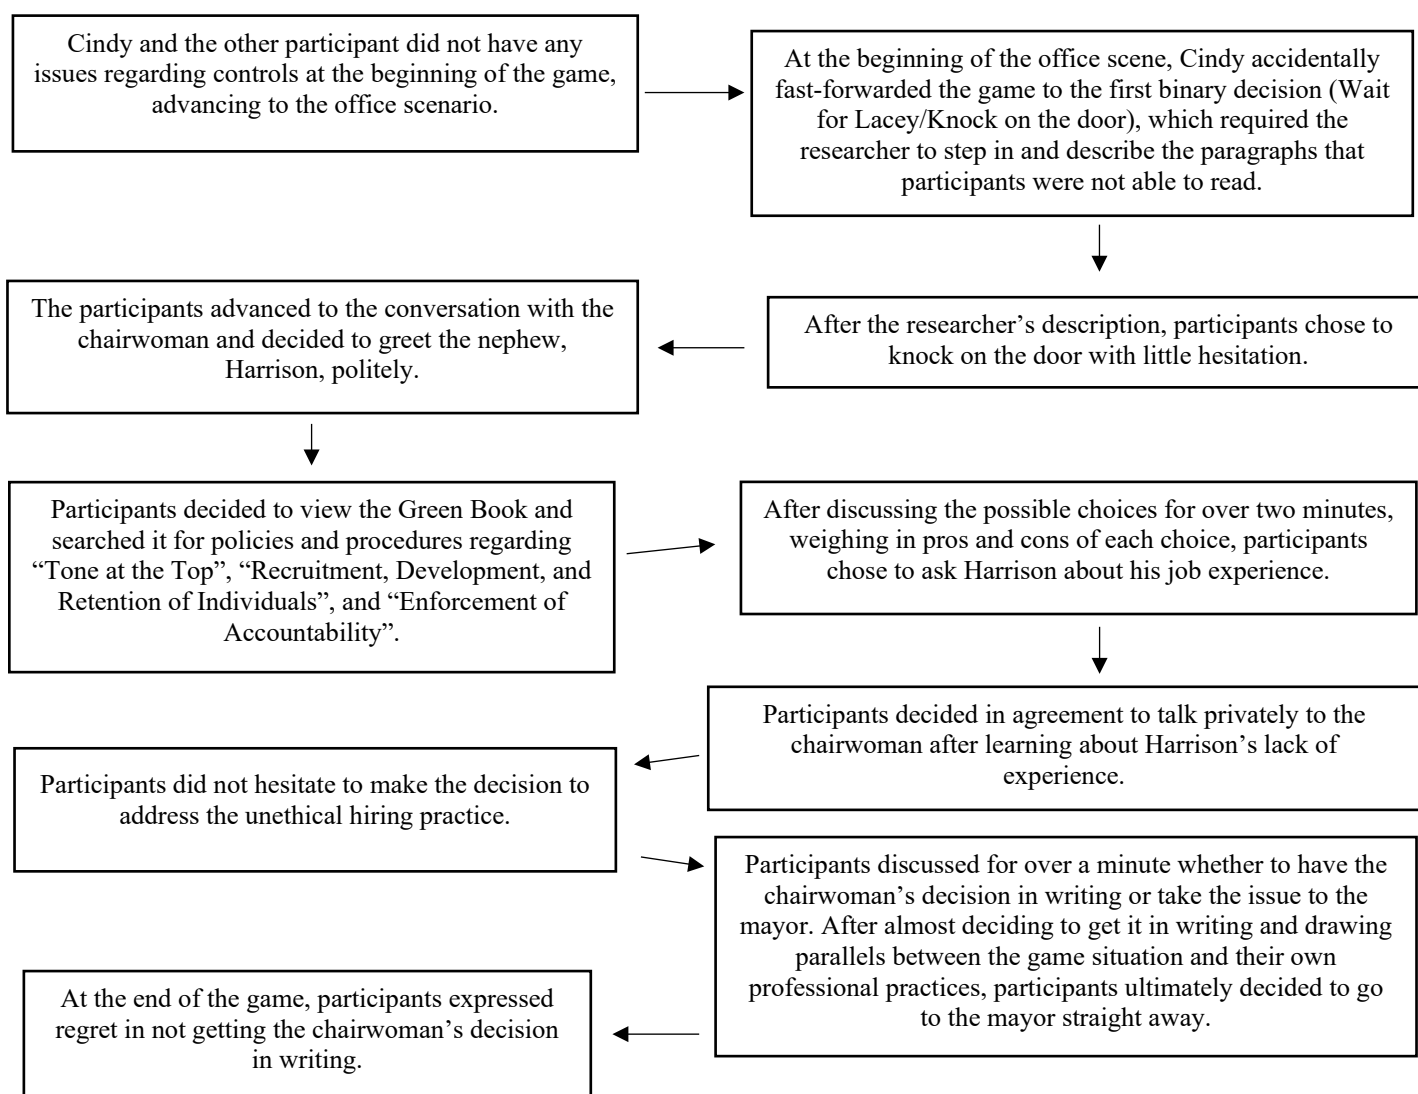 Cindy and the other participant did not have any
issues regarding controls at the beginning of the game,
advancing to the office scenario.
At the beginning of the office scene, Cindy accidentally
fast-forwarded the game to the first binary decision (Wait
for Lacey/Knock on the door), which required the
researcher to step in and describe the paragraphs that
participants were not able to read.
After the researcher’s description, participants chose to
knock on the door with little hesitation.
The participants advanced to the conversation with the
chairwoman and decided to greet the nephew,
Harrison, politely.
Participants decided to view the Green Book and
searched it for policies and procedures regarding
“Tone at the Top”, “Recruitment, Development, and
Retention of Individuals”, and “Enforcement of
Accountability”.
After discussing the possible choices for over two minutes,
weighing in pros and cons of each choice, participants
chose to ask Harrison about his job experience.
Participants decided in agreement to talk privately to the
chairwoman after learning about Harrison’s lack of
experience.
Participants did not hesitate to make the decision to
address the unethical hiring practice.
Participants discussed for over a minute whether to have the
chairwoman’s decision in writing or take the issue to the
mayor. After almost deciding to get it in writing and drawing
parallels between the game situation and their own
professional practices, participants ultimately decided to go
to the mayor straight away.
At the end of the game, participants expressed
regret in not getting the chairwoman’s decision
in writing.